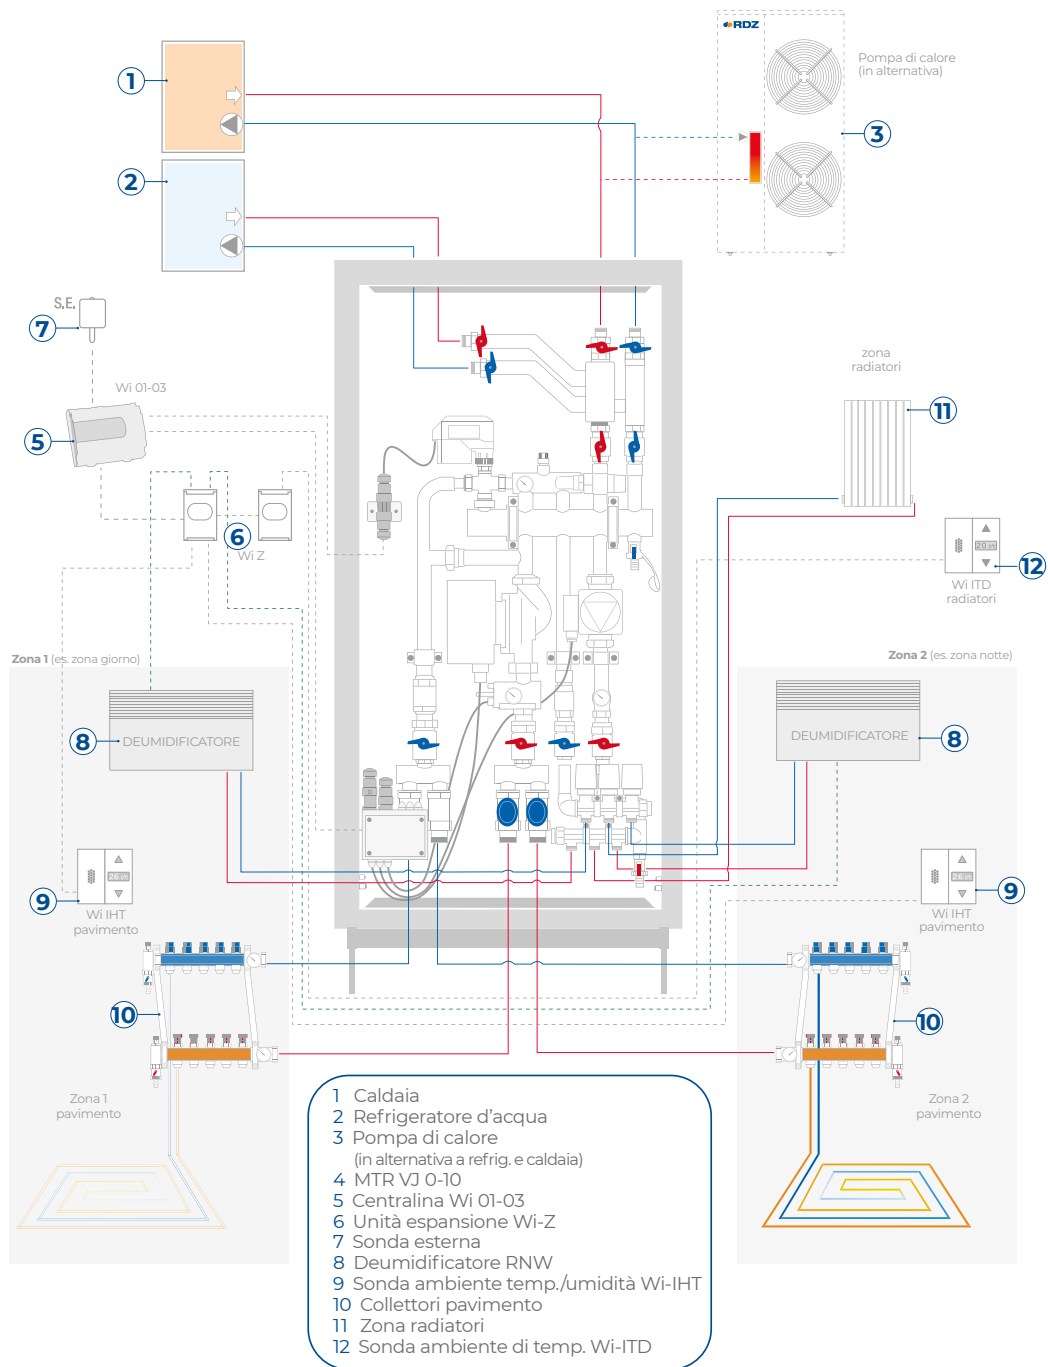 RDZ
Pompa di calore
(in alternativa)
1
3
2
S.E.
7
Wi 01-03
5
zona
radiatori
11
6
Wi Z
12
Wi ITD
radiatori
Zona 1 (es. zona giorno)
Zona 2 (es. zona notte)
8
DEUMIDIFICATORE
DEUMIDIFICATORE
8
9
Wi IHT
pavimento
9
Wi IHT
pavimento
10
10
Zona 1
pavimento
Zona 2
pavimento
1 Caldaia
2 Refrigeratore d'acqua
3 Pompa di calore
(in alternativa a refrig. e caldaia)
4 MTR VJ 0-10
5 Centralina Wi 01-03
6 Unità espansione Wi-Z
7 Sonda esterna
8 Deumidificatore RNW
9 Sonda ambiente temp./umidità Wi-IHT
10 Collettori pavimento
11 Zona radiatori
12 Sonda ambiente di temp. Wi-ITD